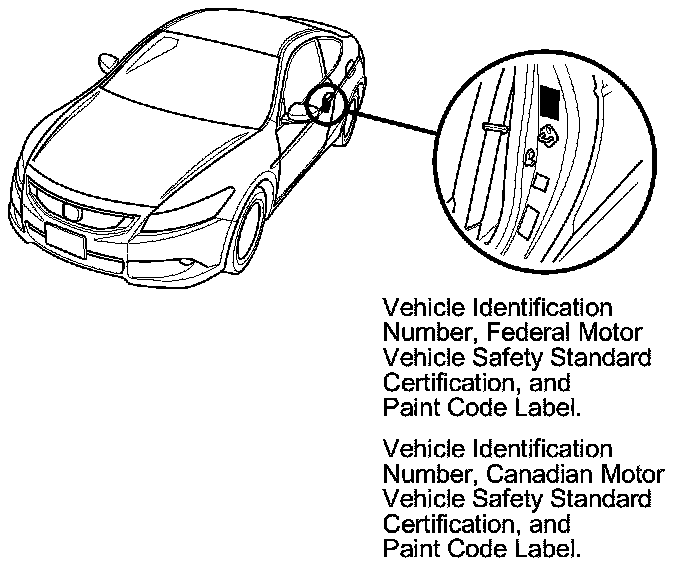 Vehicle Identification
Number, Federal Motor
Vehicle Safety Standard
Certification, and
Paint Code Label.
Vehicle Identification
Number, Canadian Motor
Vehicle Safety Standard
Certification, and
Paint Code Label.